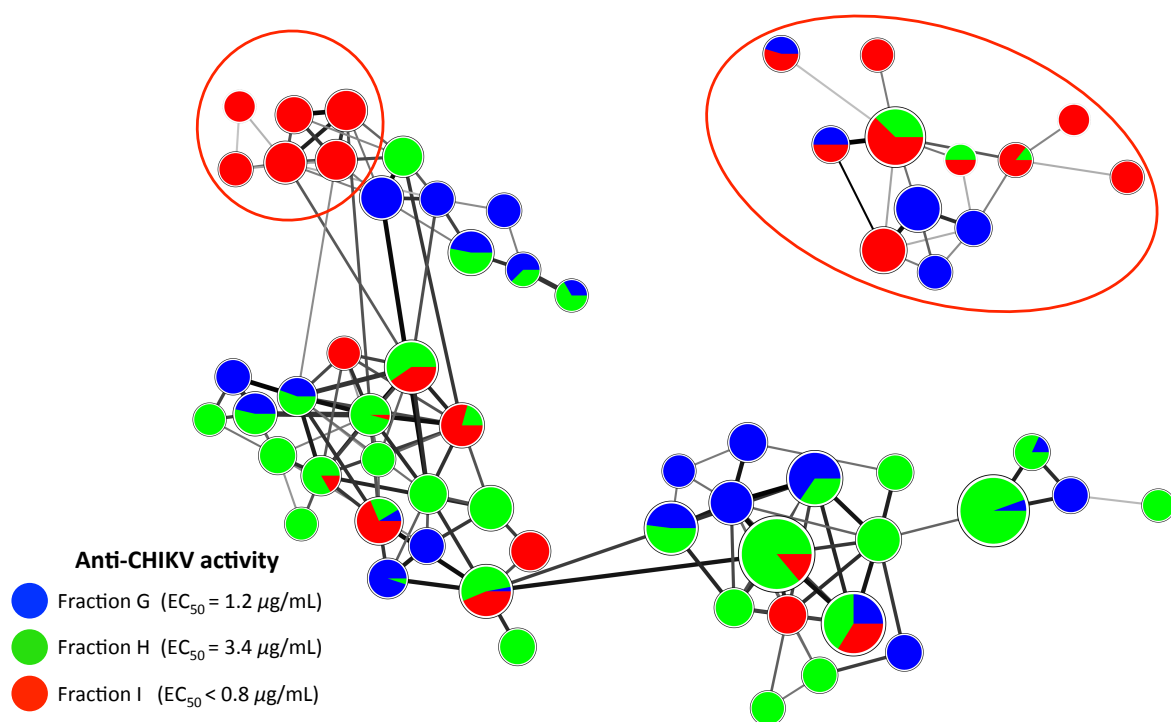 Anti-CHIKV activity
Fraction G (EC50 = 1.2 µg/mL)
Fraction H (EC50 = 3.4 µg/mL)
Fraction I (EC50 < 0.8 µg/mL)